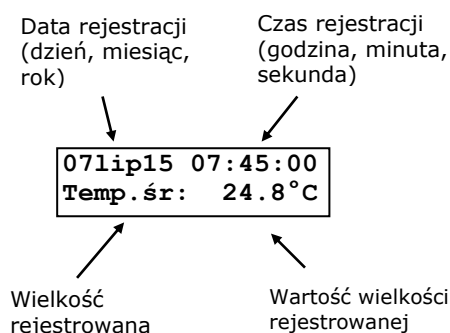 Data rejestracji
(dzień, miesiąc,
rok)
Czas rejestracji
(godzina, minuta,
sekunda)
07lip15 07:45:00
Temp.śr: 24.8°C
Wielkość
rejestrowana
Wartość wielkości
rejestrowanej